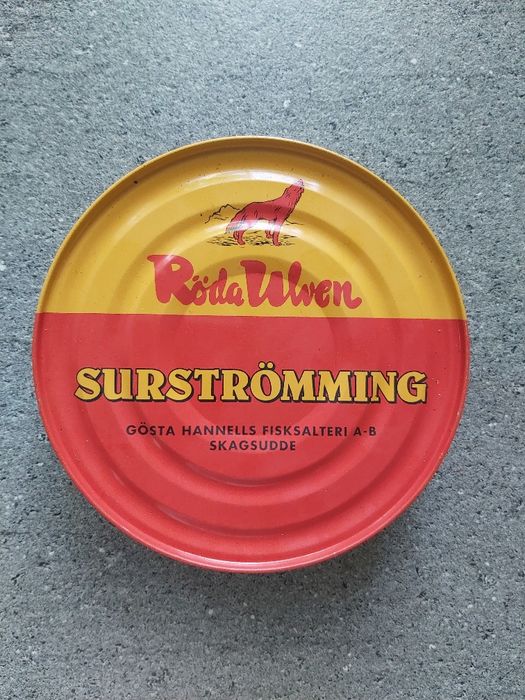 Röda Ulven
SURSTRÖMMING
GÖSTA HANNELLS FISKSALTERI A-B
SKAGSUDDE